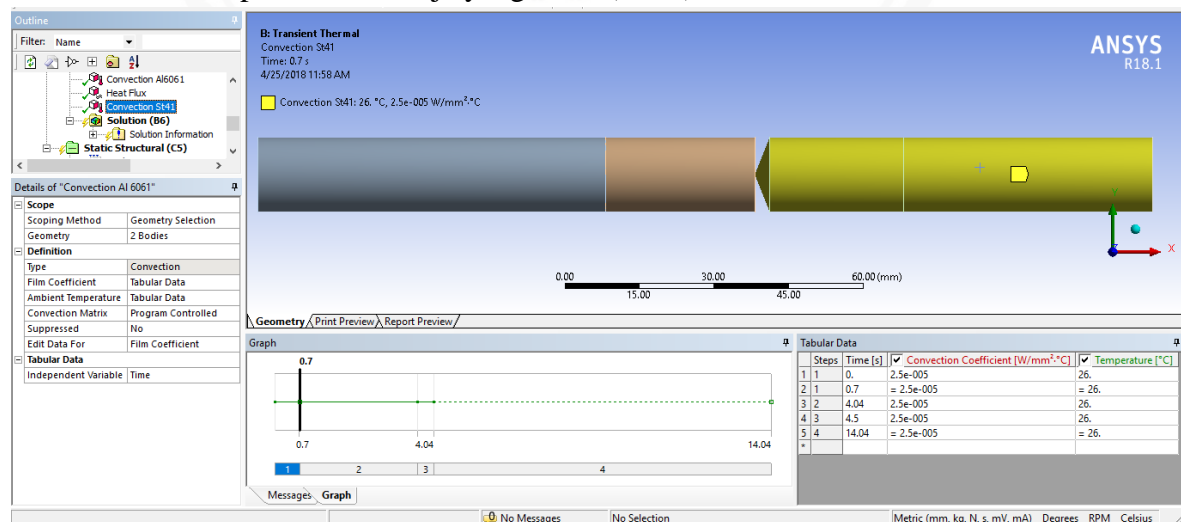 Outline
Filter: Name
Convection Al6061
Heat Flux
Convection St41
Solution (B6)
Solution Information
Static Structural (C5)
Details of "Convection Al 6061"
Scope
Scoping Method Geometry Selection
Geometry 2 Bodies
Definition
Type Convection
Film Coefficient Tabular Data
Ambient Temperature Tabular Data
Convection Matrix Program Controlled
Suppressed No
Edit Data For Film Coefficient
Tabular Data
Independent Variable Time
B: Transient Thermal
Convection St41
Time: 0.7 s
4/25/2018 11:58 AM
Convection St41: 26. °C, 2.5e-005 W/mm²·°C
ANSYS
R18.1
Y
X
0.00 30.00 60.00 (mm)
15.00 45.00
Geometry Print Preview Report Preview
Graph
0.7
0.7 4.04 14.04
1 2 3 4
Messages Graph
Tabular Data
Steps Time [s] Convection Coefficient [W/mm²·°C] Temperature [°C]
1 1 0. 2.5e-005 26.
2 1 0.7 = 2.5e-005 = 26.
3 2 4.04 2.5e-005 26.
4 3 4.5 2.5e-005 26.
5 4 14.04 = 2.5e-005 = 26.
*
0 No Messages No Selection Metric (mm, kg, N, s, mV, mA) Degrees RPM Celsius